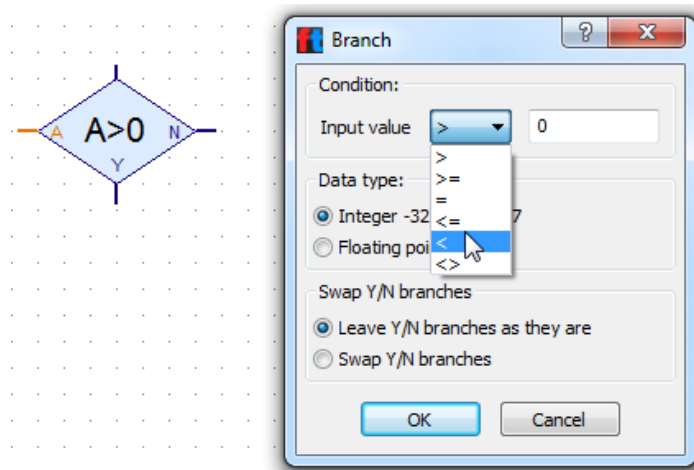 A
A>0
N
Y
ft
Branch
?
X
Condition:
Input value
>
0
>
>=
=
<=
<
<>
Data type:
Integer -32
7
Floating poi
Swap Y/N branches
Leave Y/N branches as they are
Swap Y/N branches
OK
Cancel